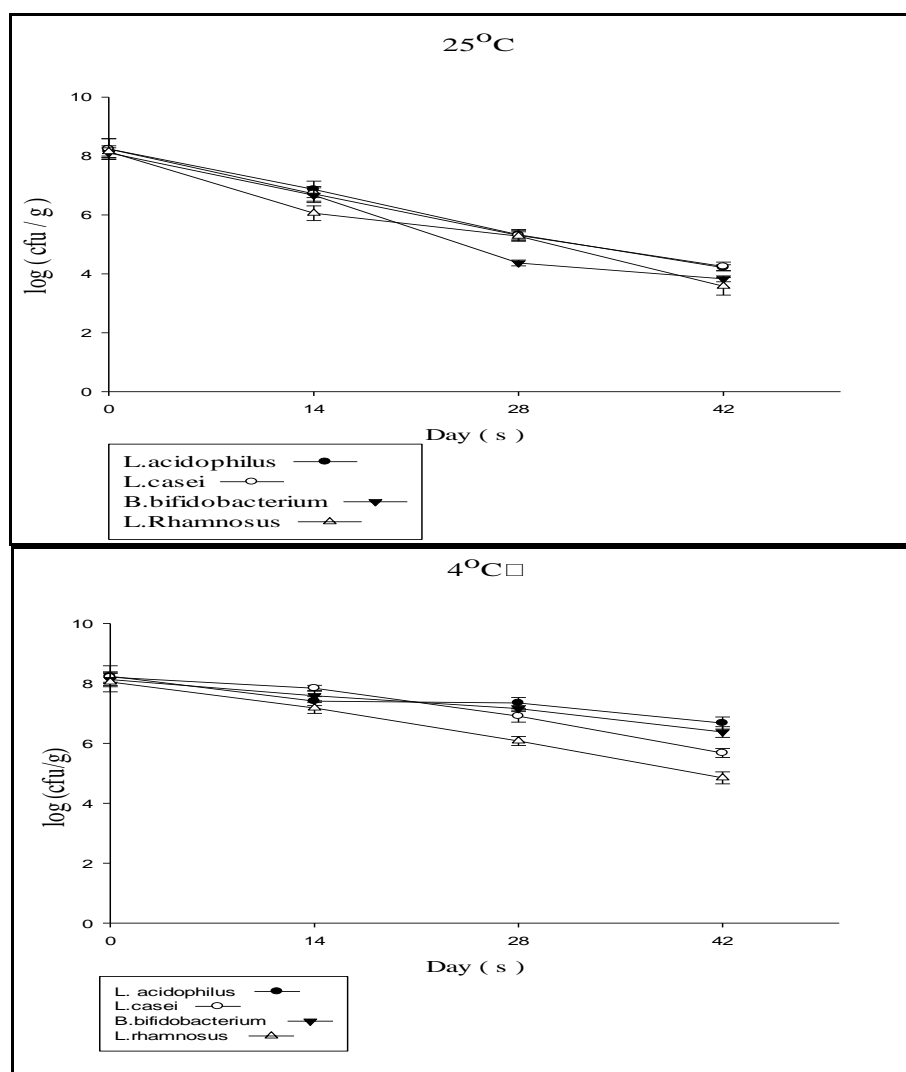 25°C
10
8
6
4
2
0
log ( cfu / g )
0 14 28 42
Day ( s )
L.acidophilus
L.casei
B.bifidobacterium
L.Rhamnosus
4°C□
10
8
6
4
2
0
log (cfu/g)
0 14 28 42
Day ( s )
L. acidophilus
L.casei
B.bifidobacterium
L.rhamnosus